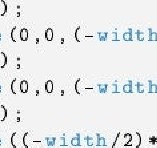 );
(0,0,(-width
);
(0,0,(-width
);
((-width/2)*